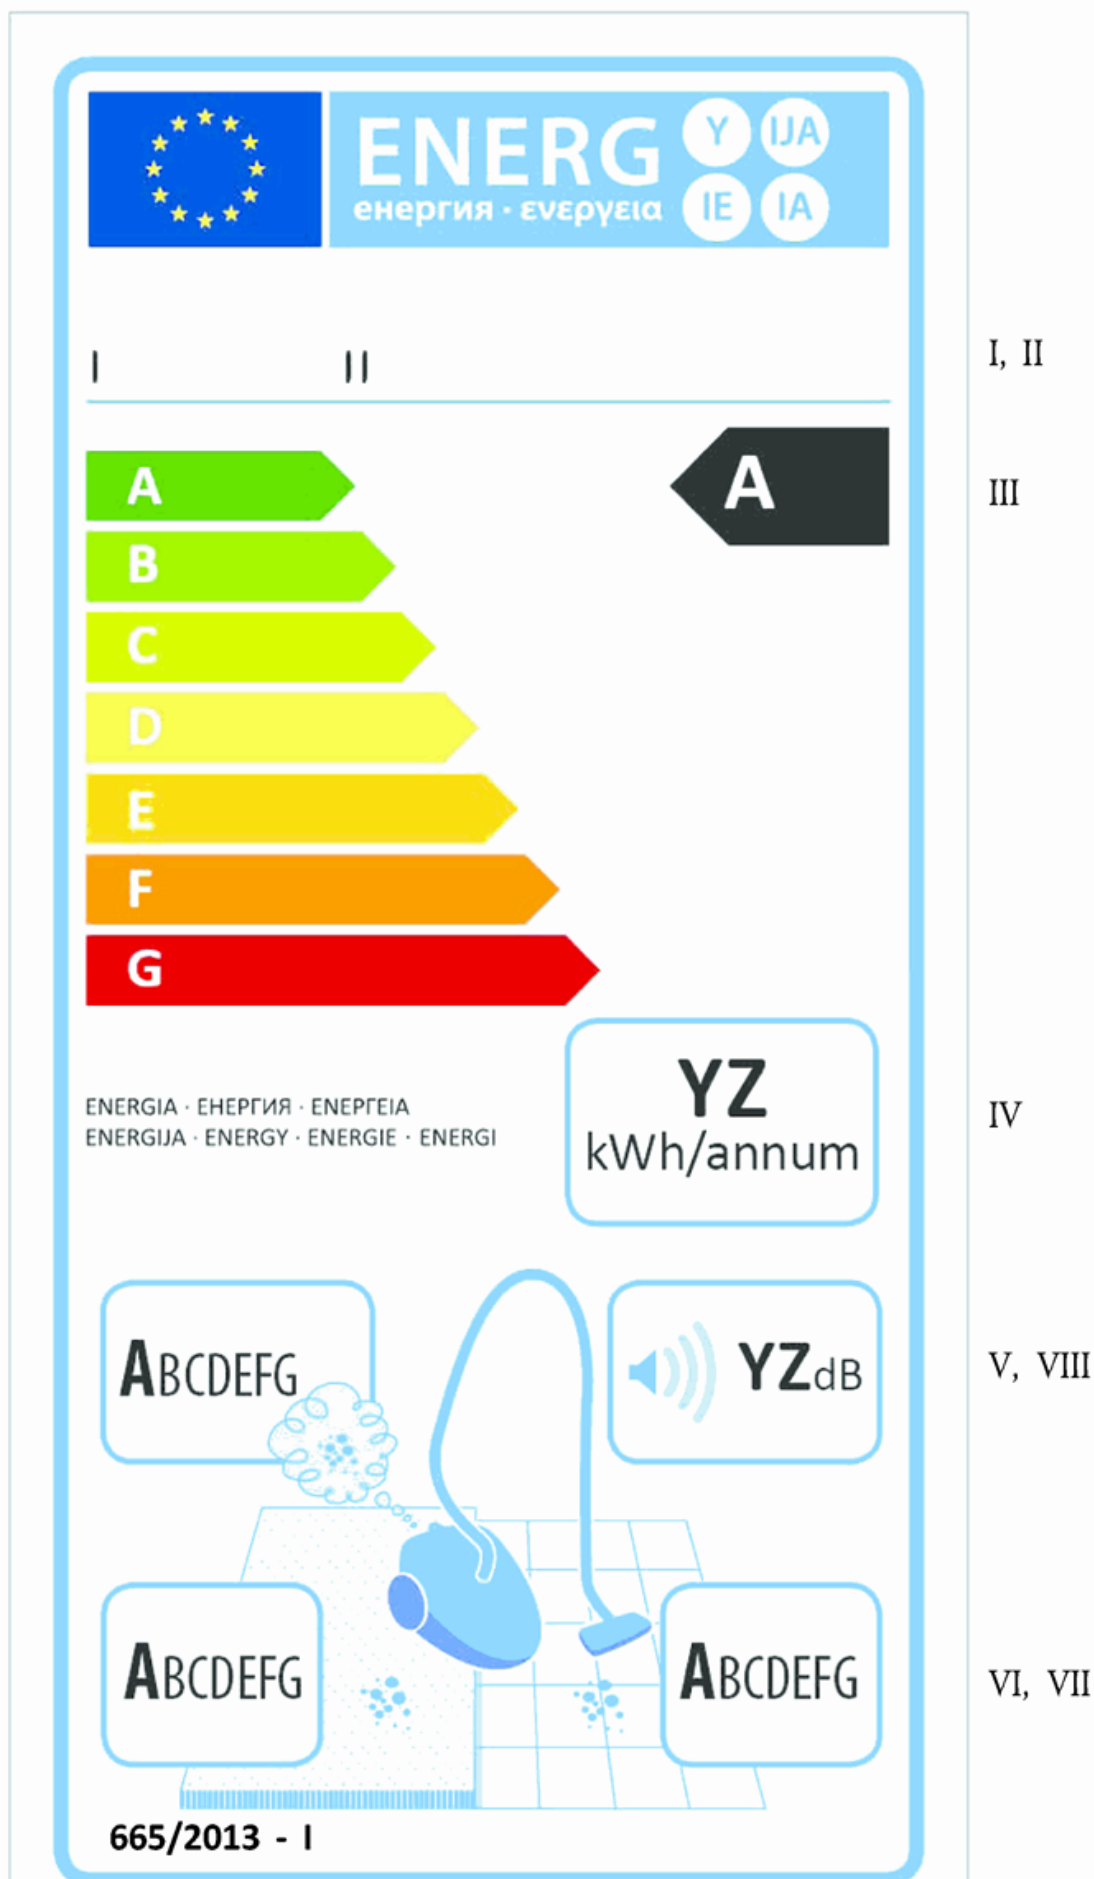 ENERG Y IJA
енергия · ενεργεια IE IA
I II I, II
A A III
B
C
D
E
F
G
YZ
ENERGIA · ЕНЕРГИЯ · ΕΝΕΡΓΕΙΑ IV
ENERGIJA · ENERGY · ENERGIE · ENERGI
kWh/annum
ABCDEFG YZdB V, VIII
ABCDEFG ABCDEFG VI, VII
665/2013 - I